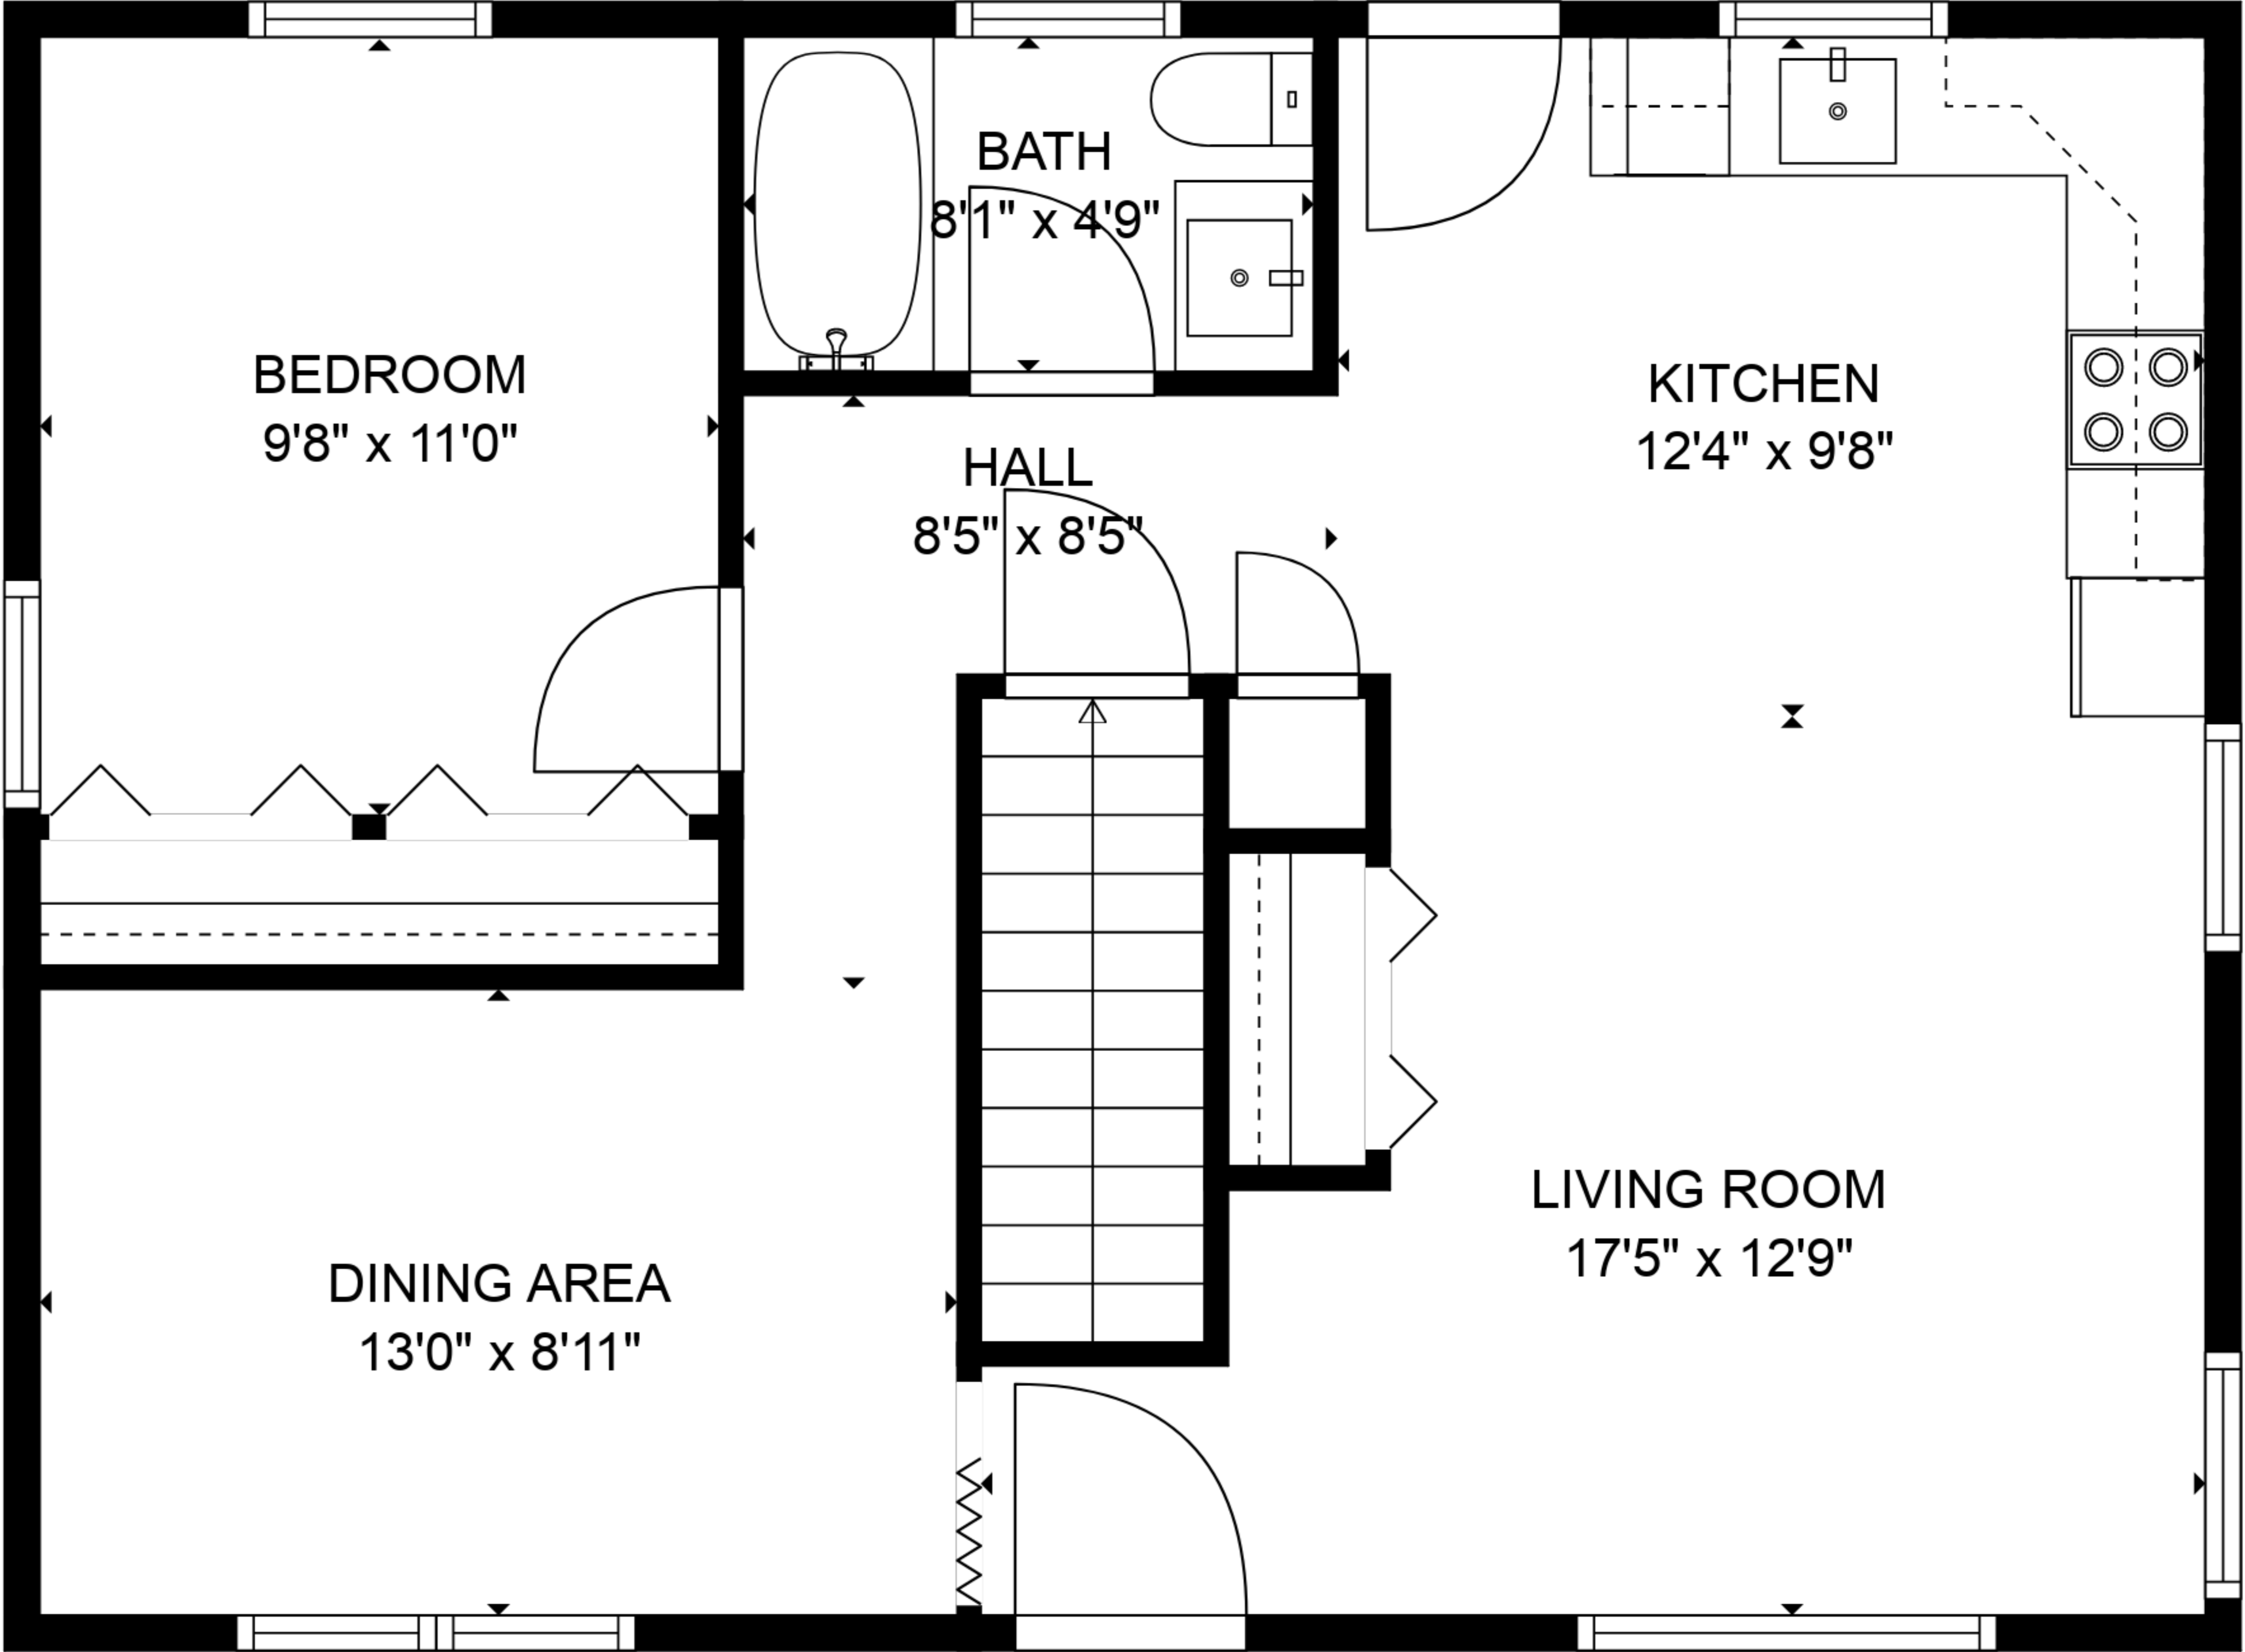 BATH
8'1" x 4'9"
BEDROOM
9'8" x 11'0"
KITCHEN
12'4" x 9'8"
HALL
8'5" x 8'5"
LIVING ROOM
17'5" x 12'9"
DINING AREA
13'0" x 8'11"